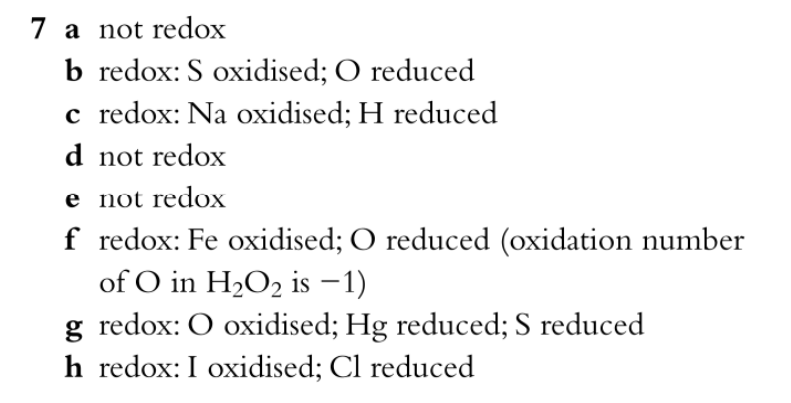 7 a not redox
b redox: S oxidised; O reduced
c redox: Na oxidised; H reduced
d not redox
e not redox
f redox: Fe oxidised; O reduced (oxidation number
of O in H₂O₂ is −1)
g redox: O oxidised; Hg reduced; S reduced
h redox: I oxidised; Cl reduced